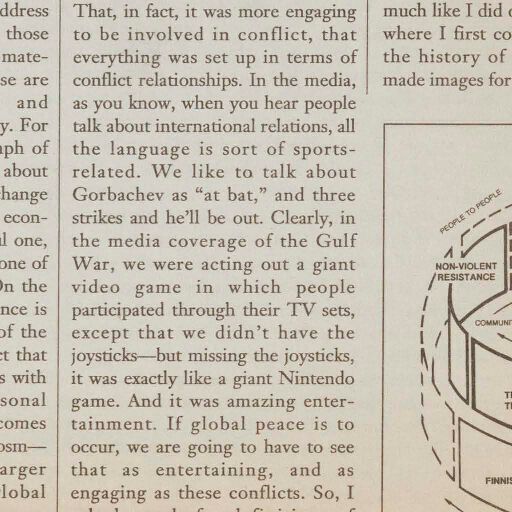 ddress
those
mate-
se are
and
y. For
ph of
about
hange
econ-
l one,
one of
On the
nce is
of the
ct that
s with
sonal
comes
osm—
arger
lobal
That, in fact, it was more engaging
to be involved in conflict, that
everything was set up in terms of
conflict relationships. In the media,
as you know, when you hear people
talk about international relations, all
the language is sort of sports-
related. We like to talk about
Gorbachev as “at bat,” and three
strikes and he’ll be out. Clearly, in
the media coverage of the Gulf
War, we were acting out a giant
video game in which people
participated through their TV sets,
except that we didn’t have the
joysticks—but missing the joysticks,
it was exactly like a giant Nintendo
game. And it was amazing enter-
tainment. If global peace is to
occur, we are going to have to see
that as entertaining, and as
engaging as these conflicts. So, I
much like I did
where I first co
the history of
made images for
PEOPLE TO PEOPLE
NON-VIOLENT
RESISTANCE
COMMUNI
T
T
FINNIS